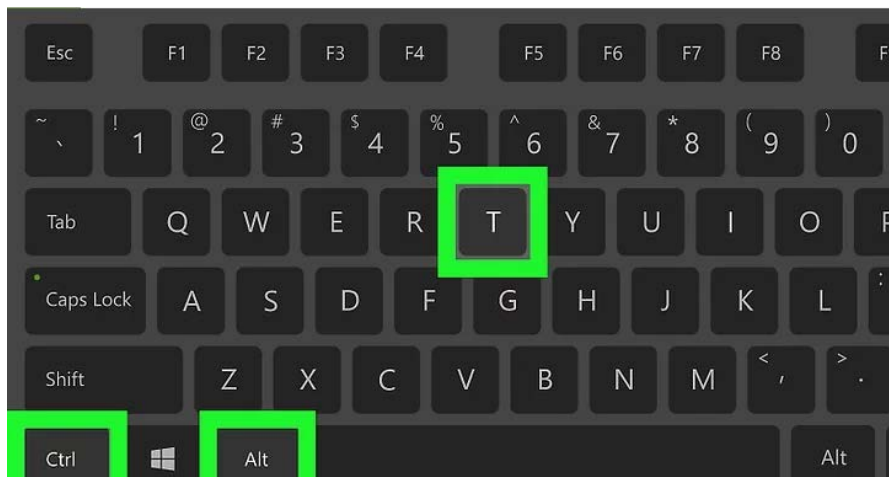 Esc F1 F2 F3 F4 F5 F6 F7 F8 F
~ ` ! 1 @ 2 # 3 $ 4 % 5 ^ 6 & 7 * 8 ( 9 ) 0
Tab Q W E R T Y U I O
Caps Lock A S D F G H J K L :
Shift Z X C V B N M < , > .
Ctrl Alt Alt